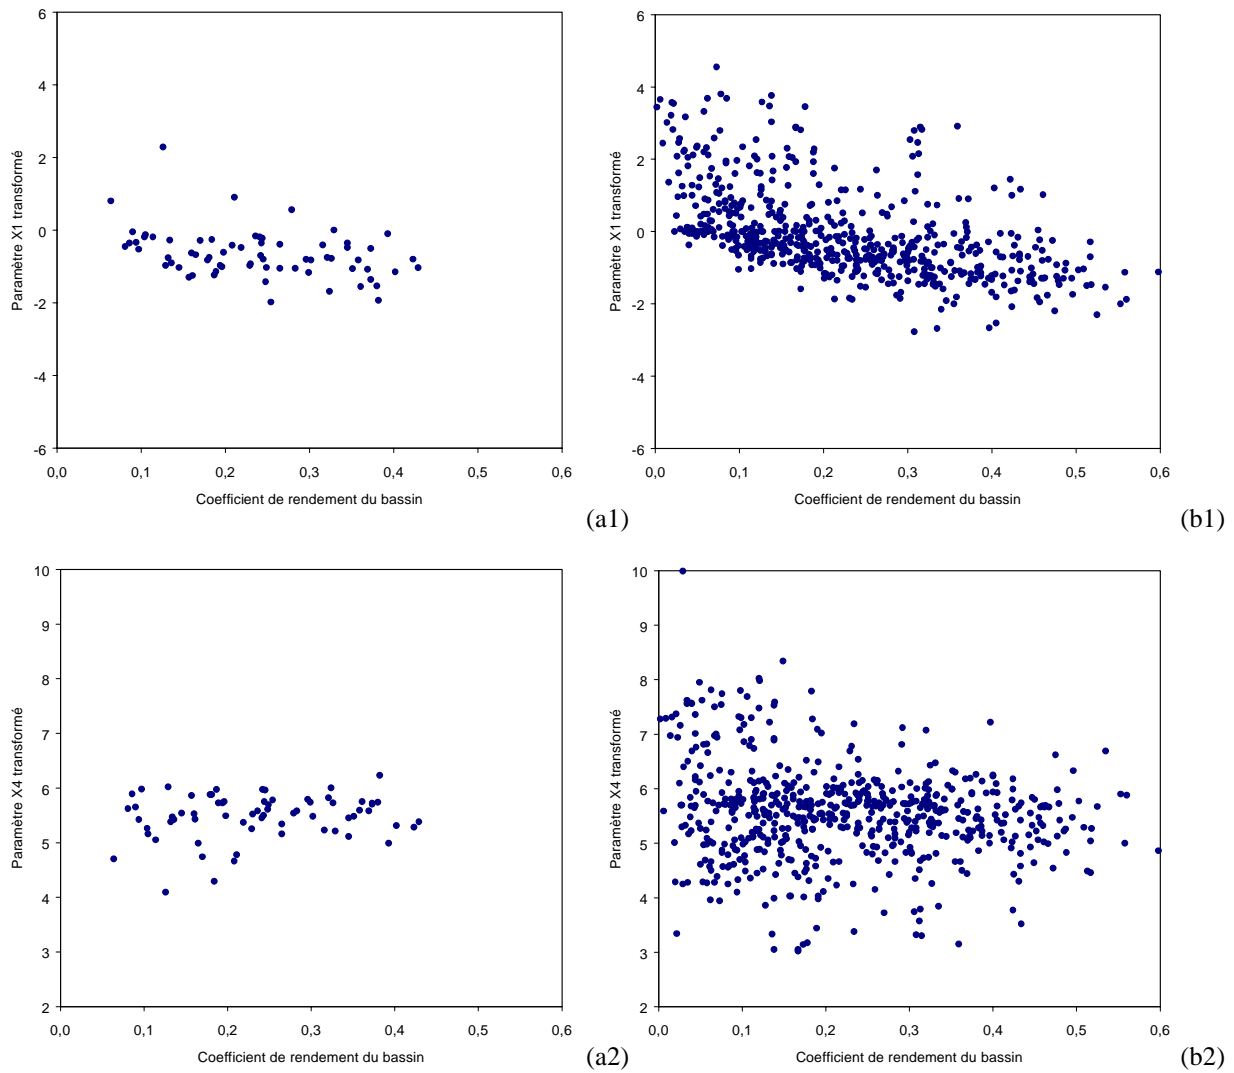 6
4
2
0
-2
-4
-6
Paramètre X1 transformé
0,0 0,1 0,2 0,3 0,4 0,5 0,6
Coefficient de rendement du bassin
(a1)
6
4
2
0
-2
-4
-6
Paramètre X1 transformé
0,0 0,1 0,2 0,3 0,4 0,5 0,6
Coefficient de rendement du bassin
(b1)
10
9
8
7
6
5
4
3
2
Paramètre X4 transformé
0,0 0,1 0,2 0,3 0,4 0,5 0,6
Coefficient de rendement du bassin
(a2)
10
9
8
7
6
5
4
3
2
Paramètre X4 transformé
0,0 0,1 0,2 0,3 0,4 0,5 0,6
Coefficient de rendement du bassin
(b2)